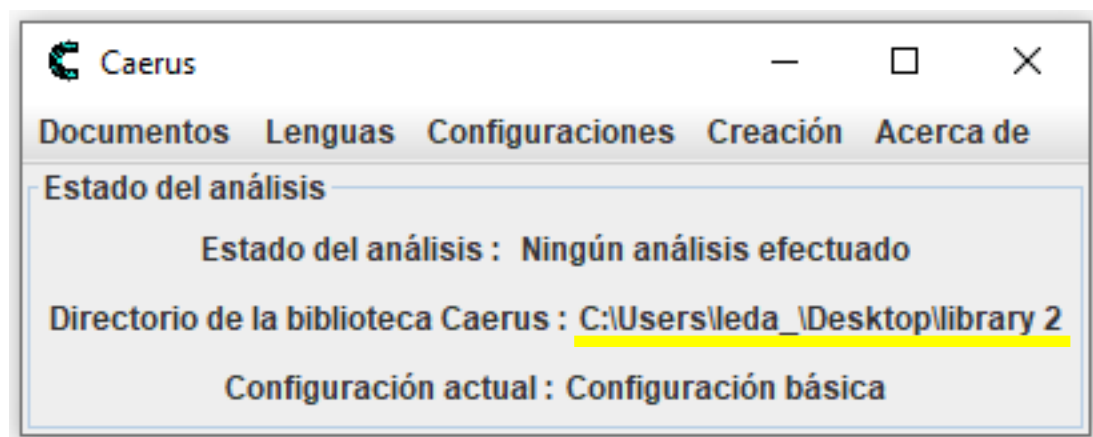 Caerus
Documentos Lenguas Configuraciones Creación Acerca de
Estado del análisis
Estado del análisis : Ningún análisis efectuado
Directorio de la biblioteca Caerus : C:\Users\leda_\Desktop\library 2
Configuración actual : Configuración básica